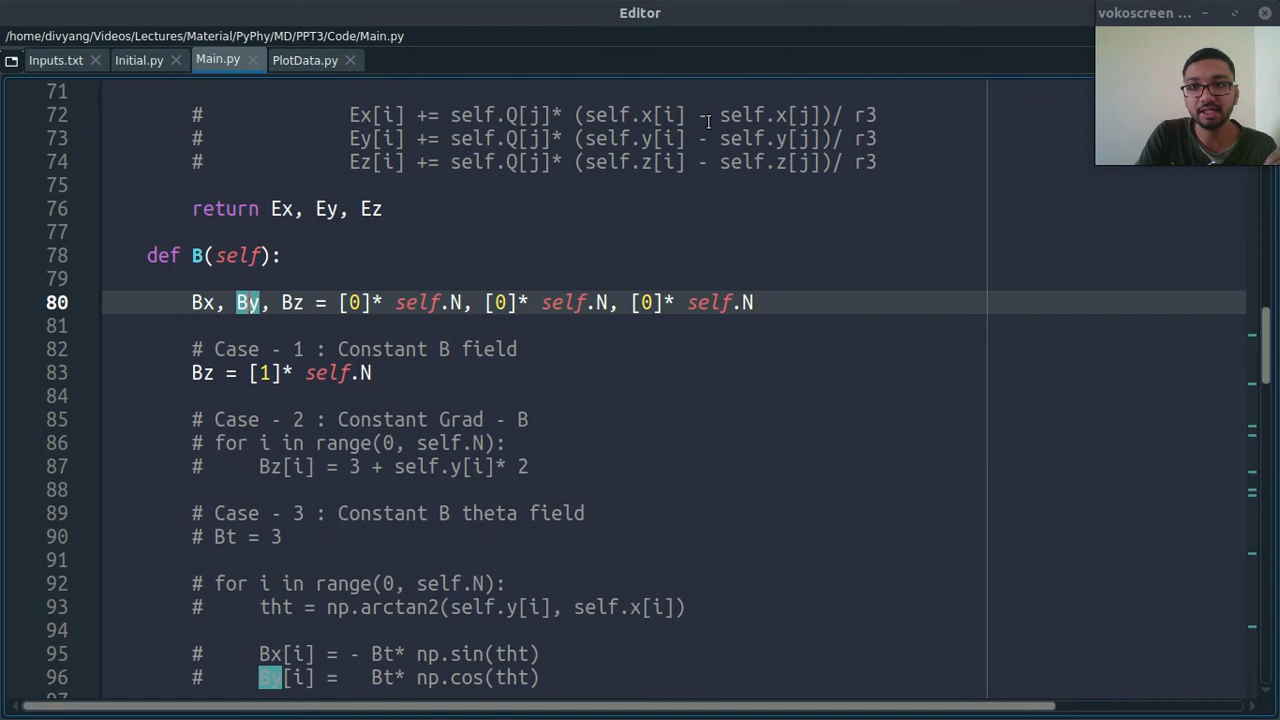 Editor
vokoscreen ...
/home/divyang/Videos/Lectures/Material/PyPhy/MD/PPT3/Code/Main.py
Inputs.txt Initial.py Main.py PlotData.py
71
72 # Ex[i] += self.Q[j]* (self.x[i] - self.x[j])/ r3
73 # Ey[i] += self.Q[j]* (self.y[i] - self.y[j])/ r3
74 # Ez[i] += self.Q[j]* (self.z[i] - self.z[j])/ r3
75
76 return Ex, Ey, Ez
77
78 def B(self):
79
80 Bx, By, Bz = [0]* self.N, [0]* self.N, [0]* self.N
81
82 # Case - 1 : Constant B field
83 Bz = [1]* self.N
84
85 # Case - 2 : Constant Grad - B
86 # for i in range(0, self.N):
87 # Bz[i] = 3 + self.y[i]* 2
88
89 # Case - 3 : Constant B theta field
90 # Bt = 3
91
92 # for i in range(0, self.N):
93 # tht = np.arctan2(self.y[i], self.x[i])
94
95 # Bx[i] = - Bt* np.sin(tht)
96 # By[i] = Bt* np.cos(tht)